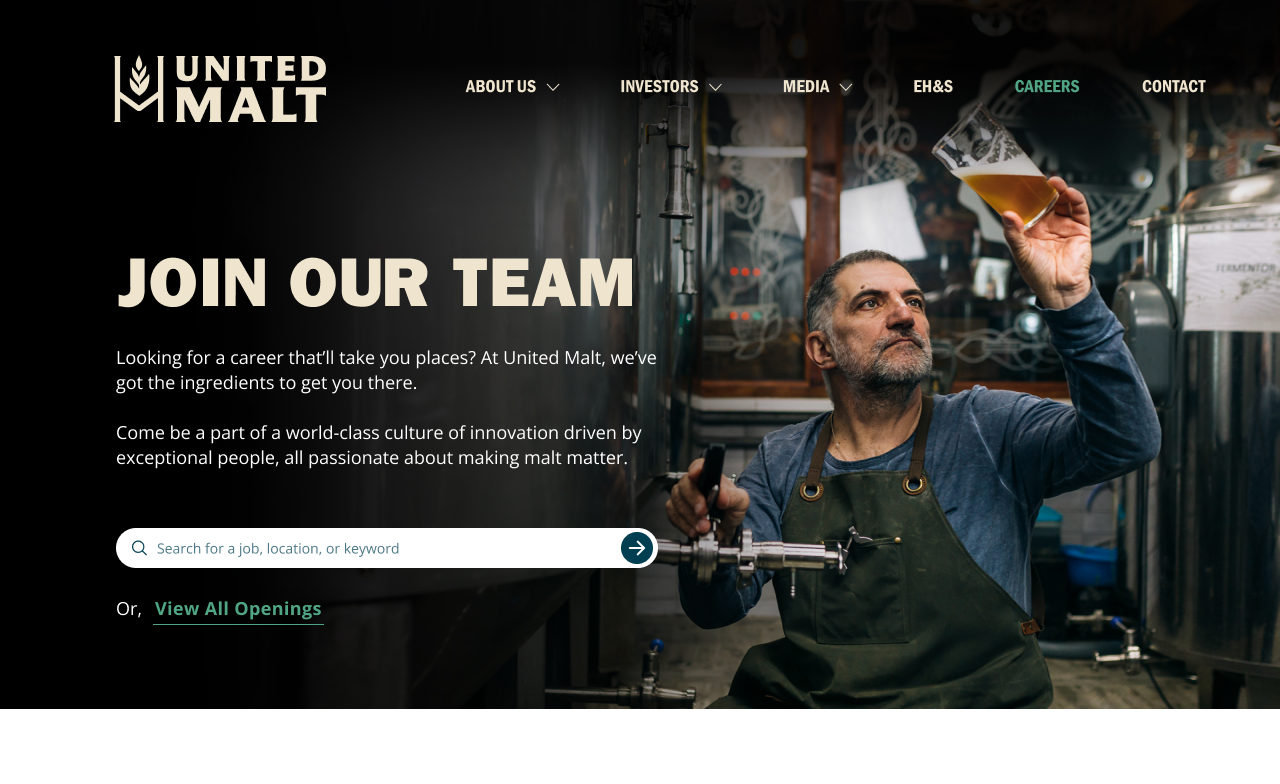 UNITED
MALT
ABOUT US
INVESTORS
MEDIA
EH&S
CAREERS
CONTACT
FERMENTOR
JOIN OUR TEAM
Looking for a career that’ll take you places? At United Malt, we’ve
got the ingredients to get you there.
Come be a part of a world-class culture of innovation driven by
exceptional people, all passionate about making malt matter.
Search for a job, location, or keyword
Or, View All Openings